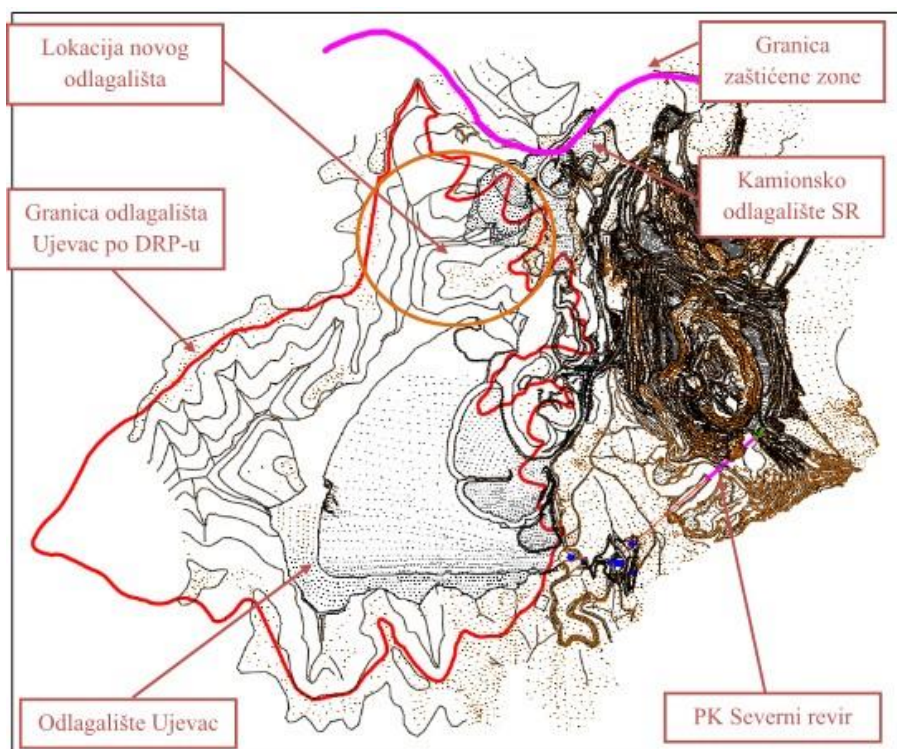 Lokacija novog
odlagališta
Granica
zaštićene zone
Granica odlagališta
Ujevac po DRP-u
Kamionsko
odlagalište SR
Odlagalište Ujevac
PK Severni revir